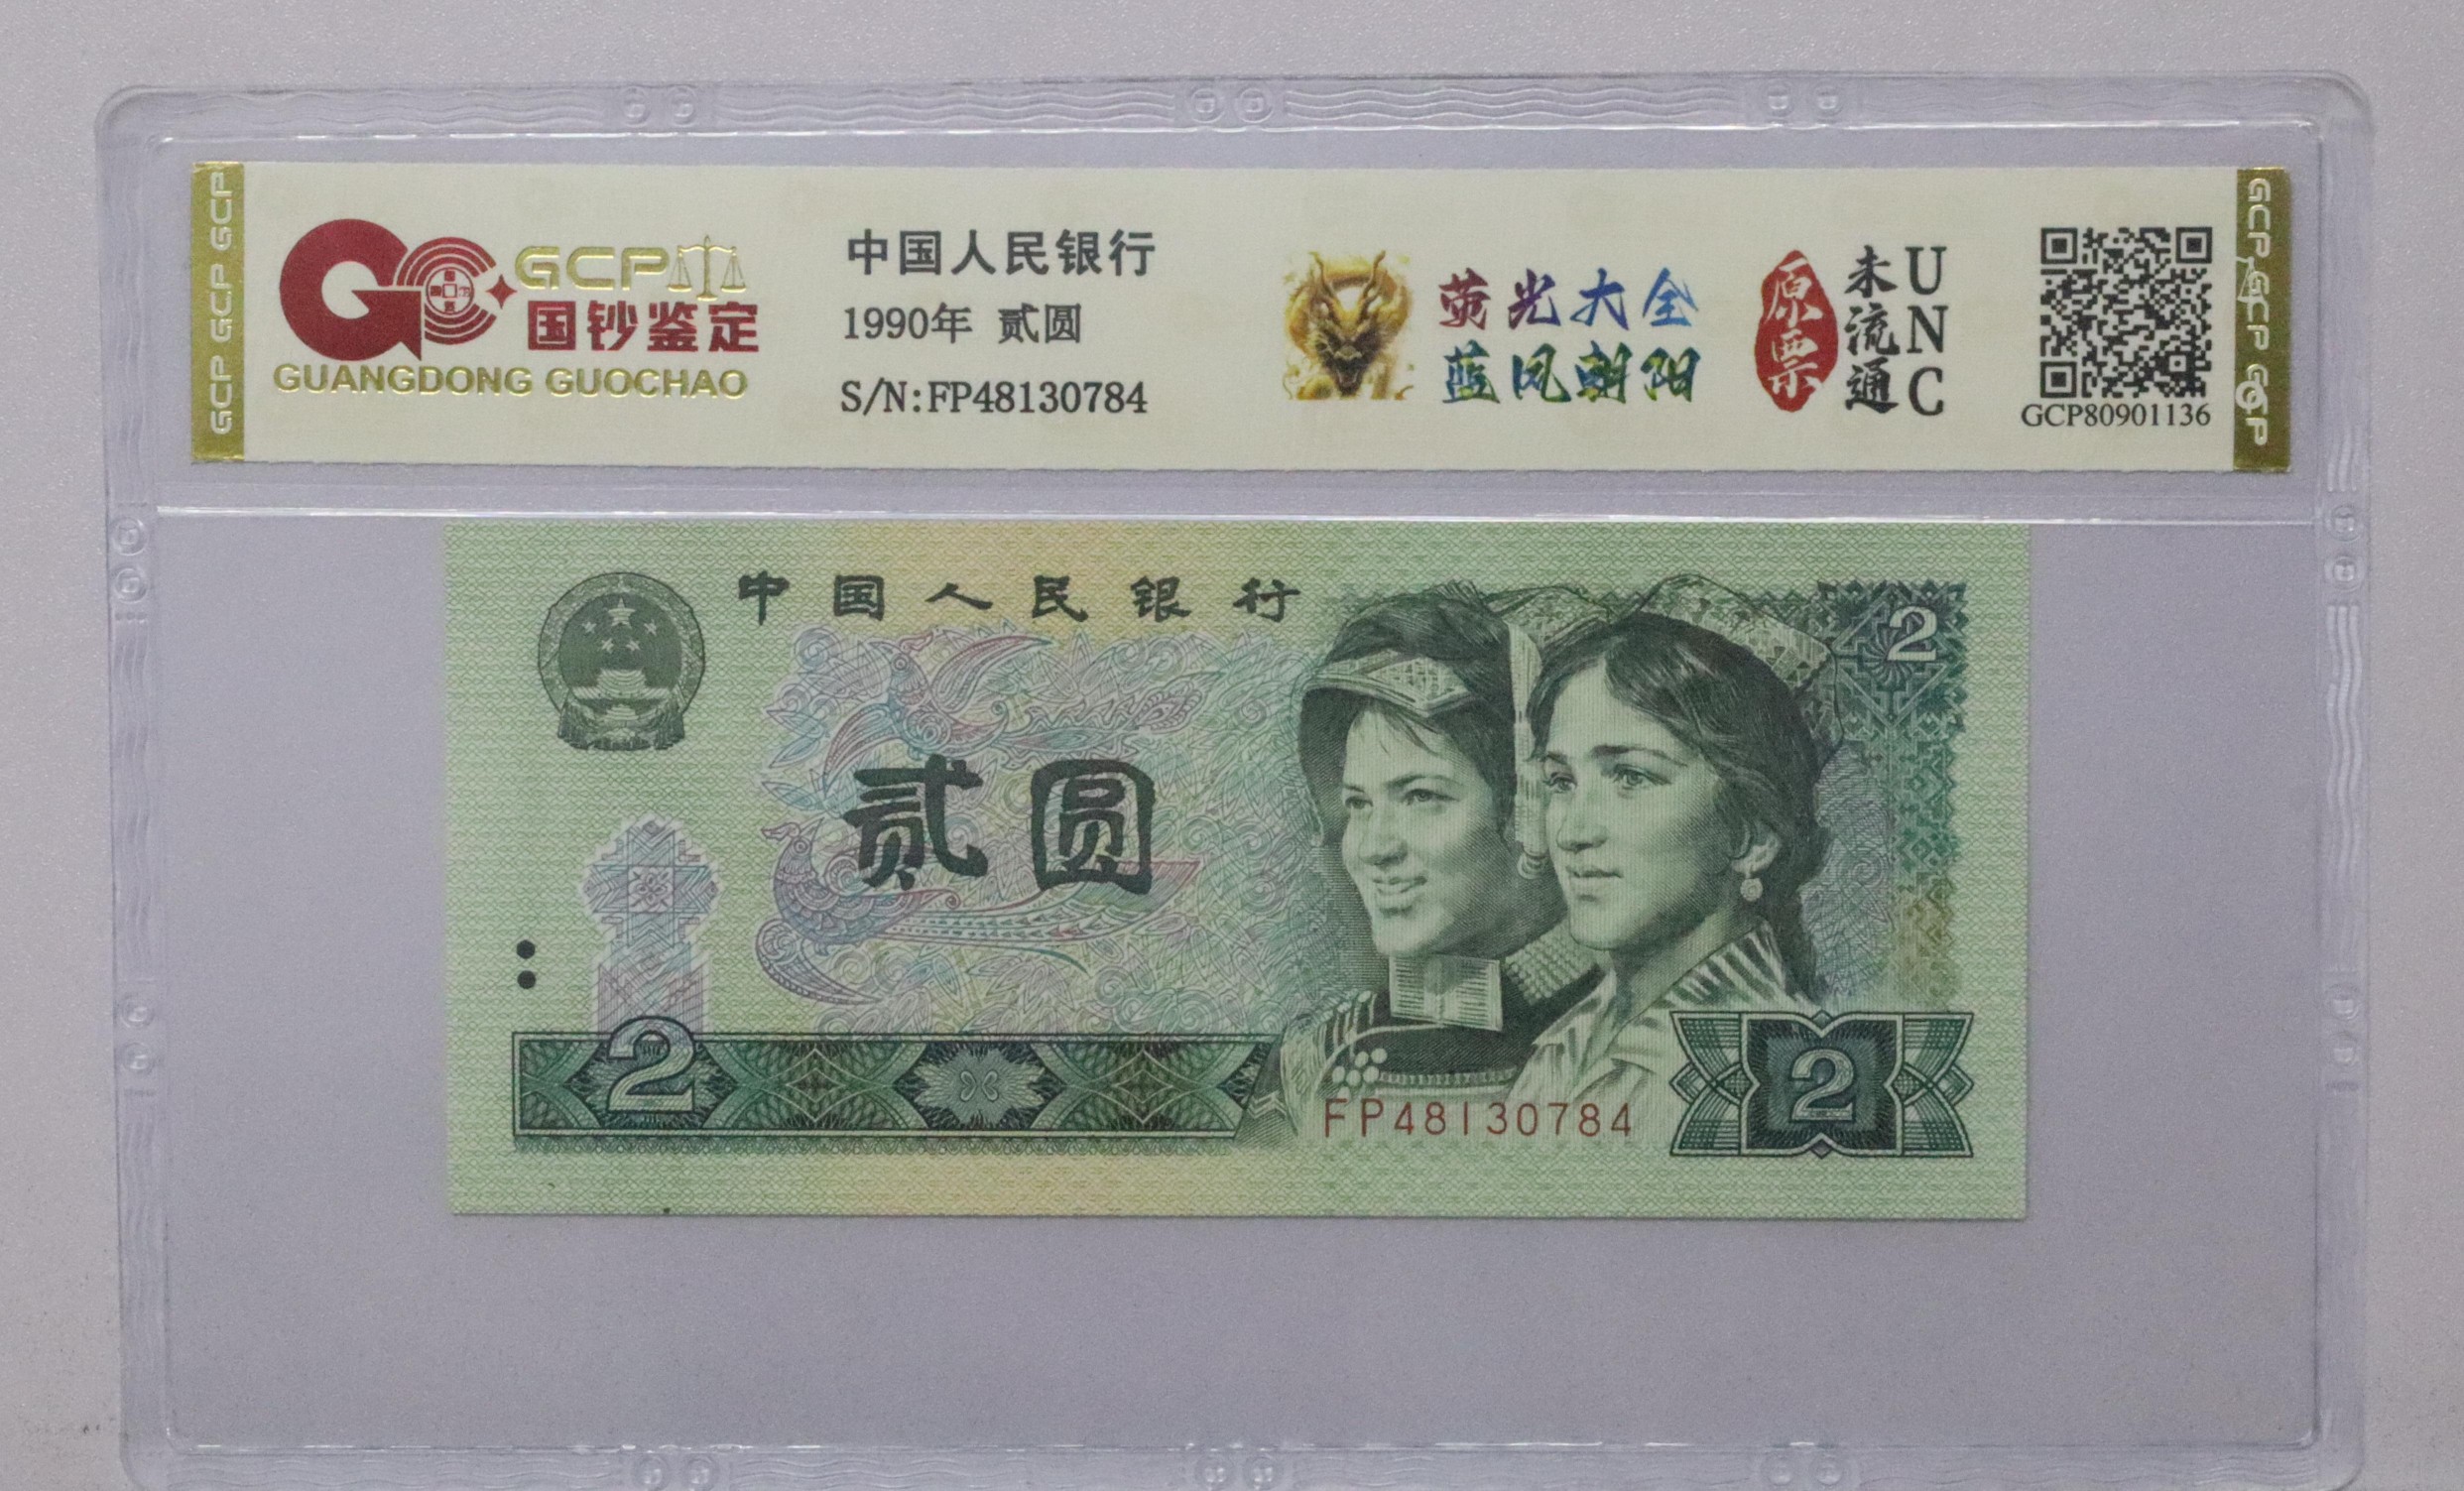 GCP GCP GCP
GCP
国钞鉴定
GUANGDONG GUOCHAO
中国人民银行
1990年 贰圆
S/N:FP48130784
荧光大全
蓝凤朝阳
原票
未流通
UNC
GCP80901136
GCP GCP GCP
中国人民银行
2
贰圆
2
FP48130784
2